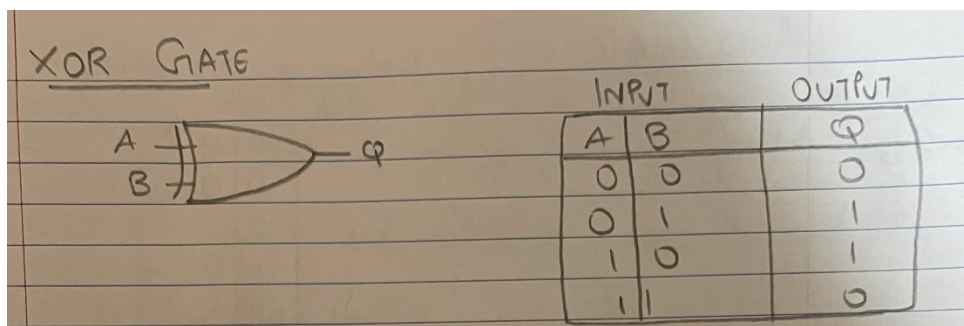 XOR GATE
INPUT OUTPUT
A B Q
A Q
B
0 0 0
0 1 1
1 0 1
1 1 0